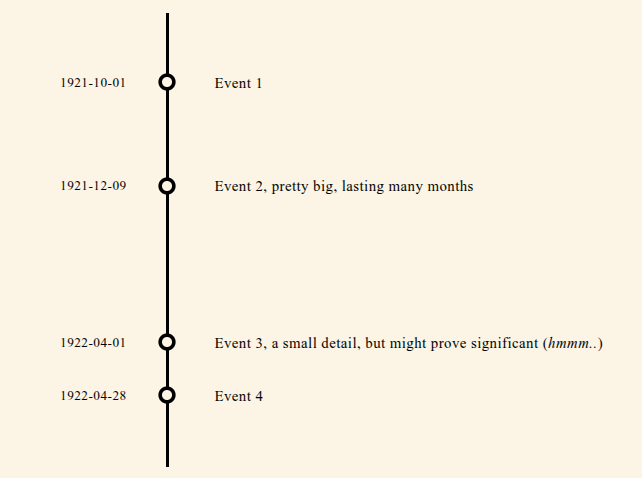 1921-10-01 Event 1
1921-12-09 Event 2, pretty big, lasting many months
1922-04-01 Event 3, a small detail, but might prove significant (hmmm..)
1922-04-28 Event 4